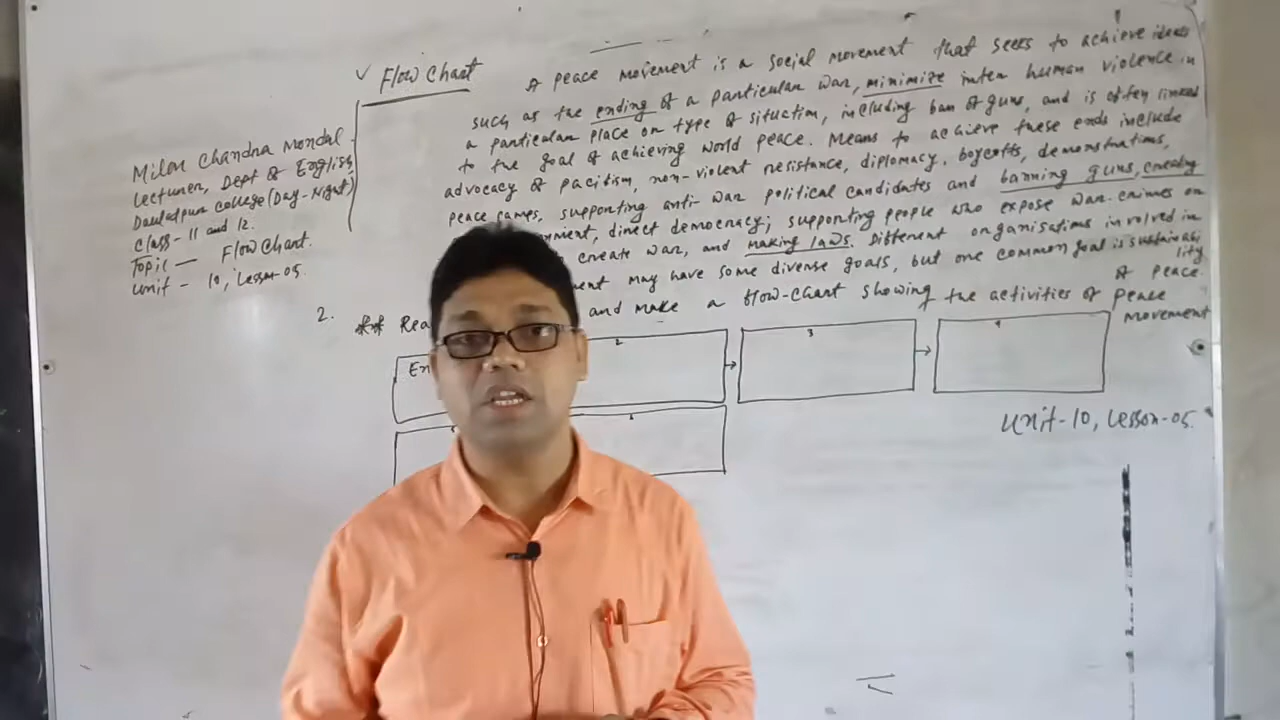 ✓ Flow Chart
A peace movement is a social movement that sees to achieve ideas
such as the ending of a particular war, minimize inter human violence in
a particular place or type of situation, including ban of guns, and is often linked
to the goal of achieving world peace. Means to achieve these ends include
advocacy of pacitism, non-violent resistance, diplomacy, boycotts, demonstrations,
peace camps, supporting anti-war political candidates and banning guns, creating
direct democracy; supporting people who expose war-crimes or
create war, and making laws. Different organisations involved in
may have some diverse goals, but one common goal is sustainability
of peace.
Milon Chandra Mondal
Lecturer, Dept of English
Daulatpur College (Day-Night)
Class - 11 and 12.
Topic — Flow Chart.
Unit - 10, Lesson-05.
2. ** and make a flow-chart showing the activities of peace
movement
2
3
4
Unit-10, Lesson-05.